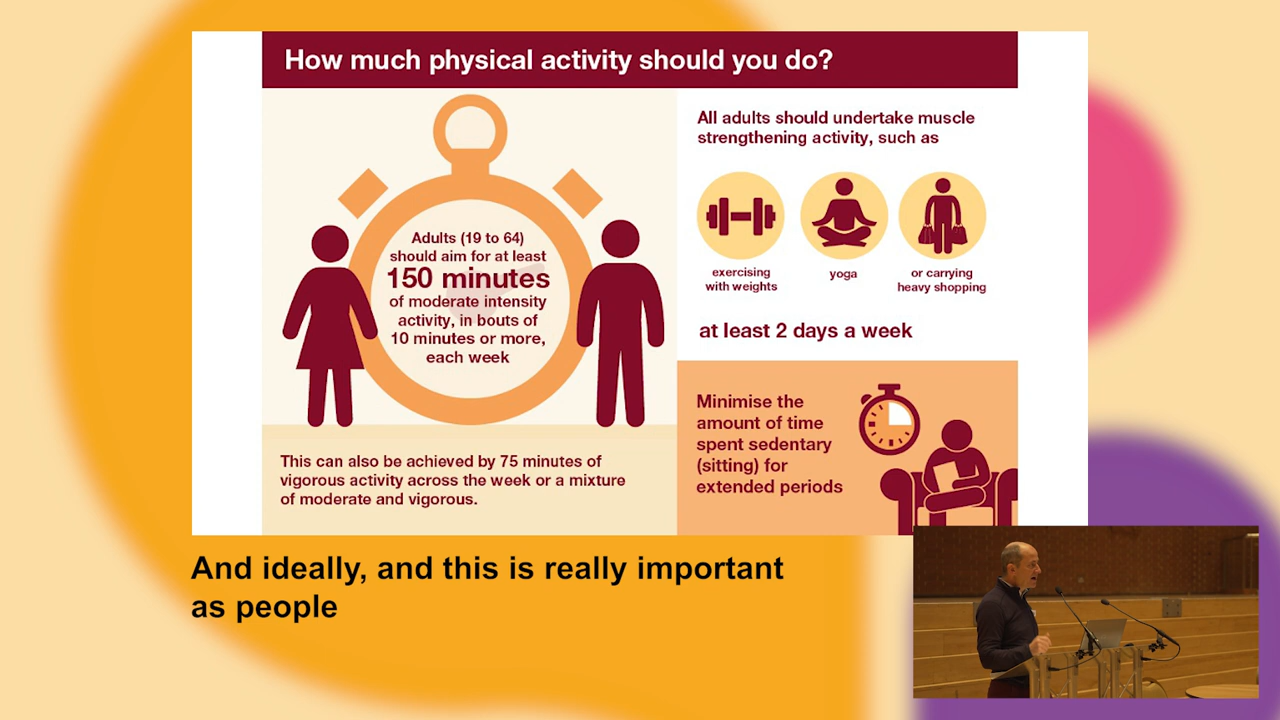 How much physical activity should you do?
Adults (19 to 64)
should aim for at least
150 minutes
of moderate intensity
activity, in bouts of
10 minutes or more,
each week
This can also be achieved by 75 minutes of
vigorous activity across the week or a mixture
of moderate and vigorous.
All adults should undertake muscle
strengthening activity, such as
exercising
with weights
yoga
or carrying
heavy shopping
at least 2 days a week
Minimise the
amount of time
spent sedentary
(sitting) for
extended periods
And ideally, and this is really important
as people